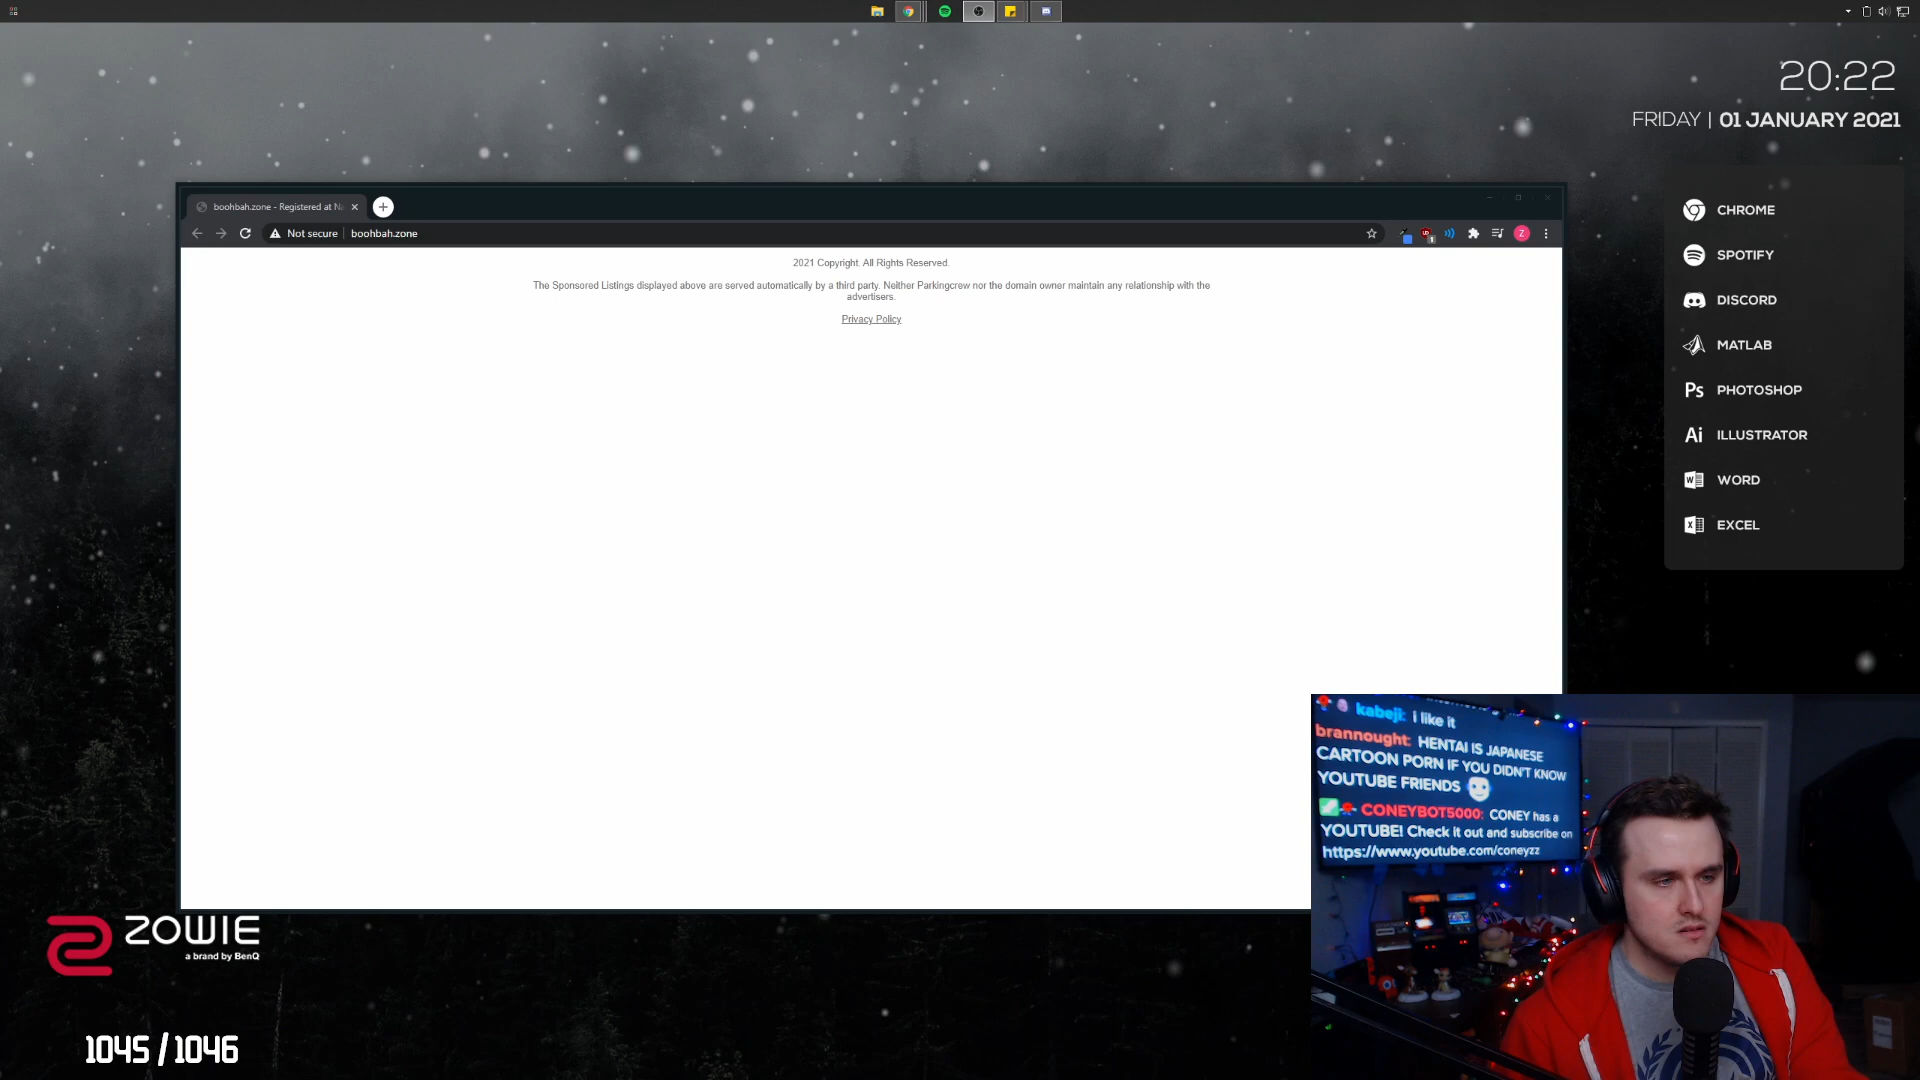 20:22
FRIDAY | 01 JANUARY 2021
boohbah.zone - Registered at Na
Not secure | boohbah.zone
2021 Copyright. All Rights Reserved.
The Sponsored Listings displayed above are served automatically by a third party. Neither Parkingcrew nor the domain owner maintain any relationship with the
advertisers.
Privacy Policy
CHROME
SPOTIFY
DISCORD
MATLAB
Ps PHOTOSHOP
Ai ILLUSTRATOR
WORD
EXCEL
kabeji: i like it
brannought: HENTAI IS JAPANESE
CARTOON PORN IF YOU DIDN'T KNOW
YOUTUBE FRIENDS
CONEYBOT5000: CONEY has a
YOUTUBE! Check it out and subscribe on
https://www.youtube.com/coneyzz
ZOWIE
a brand by BenQ
1045 / 1046